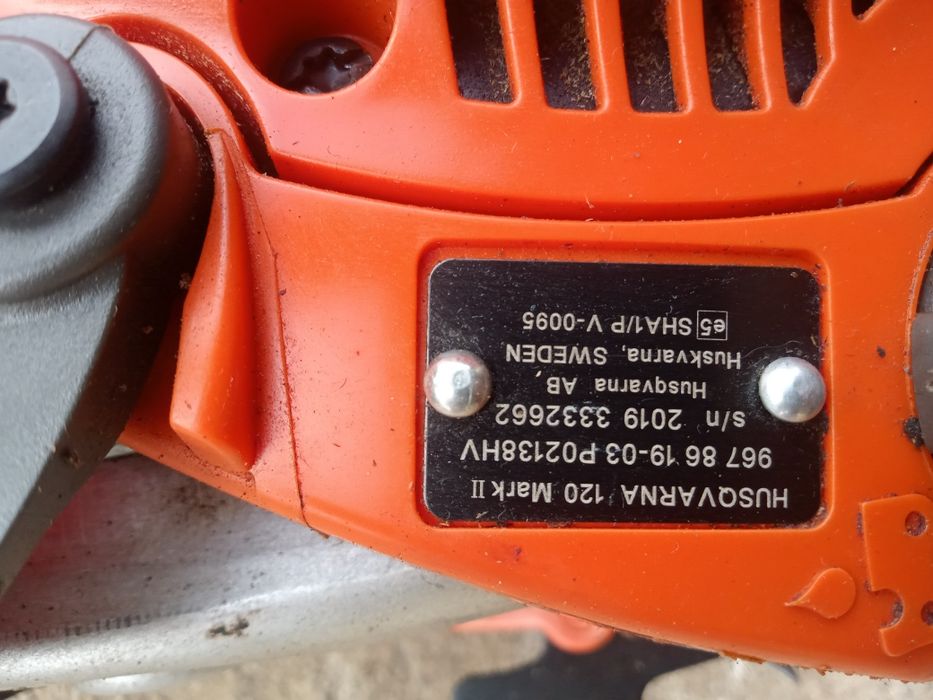 HUSQVARNA 120 Mark II
967 86 19-03 P02138HV
s/n 2019 3332662
Husqvarna AB
Huskvarna, SWEDEN
e5 SHA1/P V-0095